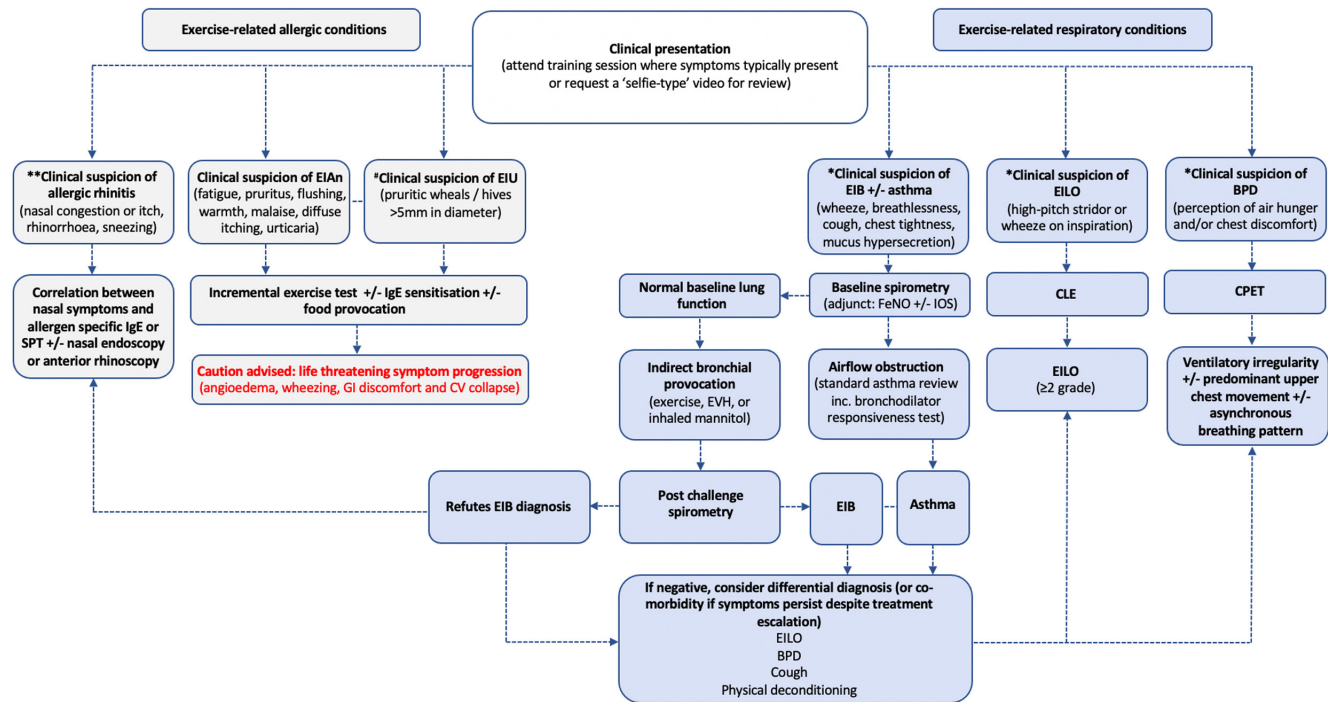 Exercise-related allergic conditions
Clinical presentation
(attend training session where symptoms typically present
or request a ‘selfie-type’ video for review)
Exercise-related respiratory conditions
**Clinical suspicion of
allergic rhinitis
(nasal congestion or itch,
rhinorrhoea, sneezing)
Clinical suspicion of EIAn
(fatigue, pruritus, flushing,
warmth, malaise, diffuse
itching, urticaria)
#Clinical suspicion of EIU
(pruritic wheals / hives
>5mm in diameter)
*Clinical suspicion of
EIB +/- asthma
(wheeze, breathlessness,
cough, chest tightness,
mucus hypersecretion)
*Clinical suspicion of
EILO
(high-pitch stridor or
wheeze on inspiration)
*Clinical suspicion of
BPD
(perception of air hunger
and/or chest discomfort)
Correlation between
nasal symptoms and
allergen specific IgE or
SPT +/- nasal endoscopy
or anterior rhinoscopy
Incremental exercise test +/- IgE sensitisation +/-
food provocation
Normal baseline lung
function
Baseline spirometry
(adjunct: FeNO +/- IOS)
CLE
CPET
Caution advised: life threatening symptom progression
(angioedema, wheezing, GI discomfort and CV collapse)
Indirect bronchial
provocation
(exercise, EVH, or
inhaled mannitol)
Airflow obstruction
(standard asthma review
inc. bronchodilator
responsiveness test)
EILO
(≥2 grade)
Ventilatory irregularity
+/- predominant upper
chest movement +/-
asynchronous
breathing pattern
Refutes EIB diagnosis
Post challenge
spirometry
EIB
Asthma
If negative, consider differential diagnosis (or co-
morbidity if symptoms persist despite treatment
escalation)
EILO
BPD
Cough
Physical deconditioning